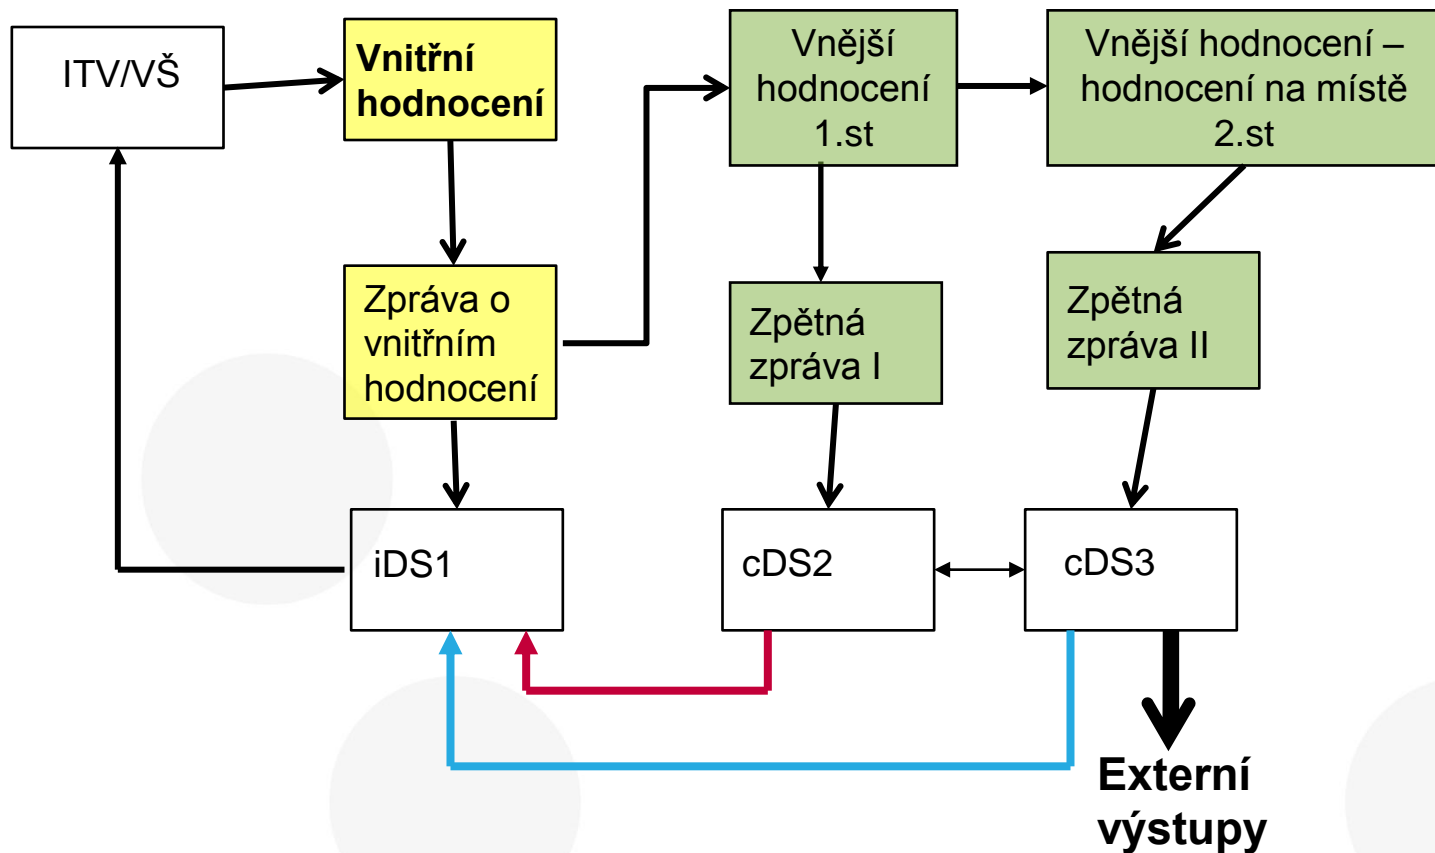 ITV/VŠ
Vnitřní
hodnocení
Vnější
hodnocení
1.st
Vnější hodnocení –
hodnocení na místě
2.st
Zpráva o
vnitřním
hodnocení
Zpětná
zpráva I
Zpětná
zpráva II
iDS1
cDS2
cDS3
Externí
výstupy